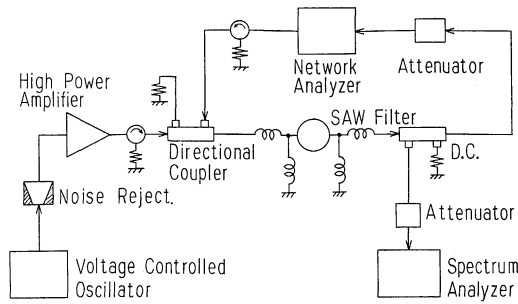 High Power
Amplifier
Network
Analyzer
Attenuator
SAW Filter
Directional
Coupler
D.C.
Noise Reject.
Attenuator
Voltage Controlled
Oscillator
Spectrum
Analyzer